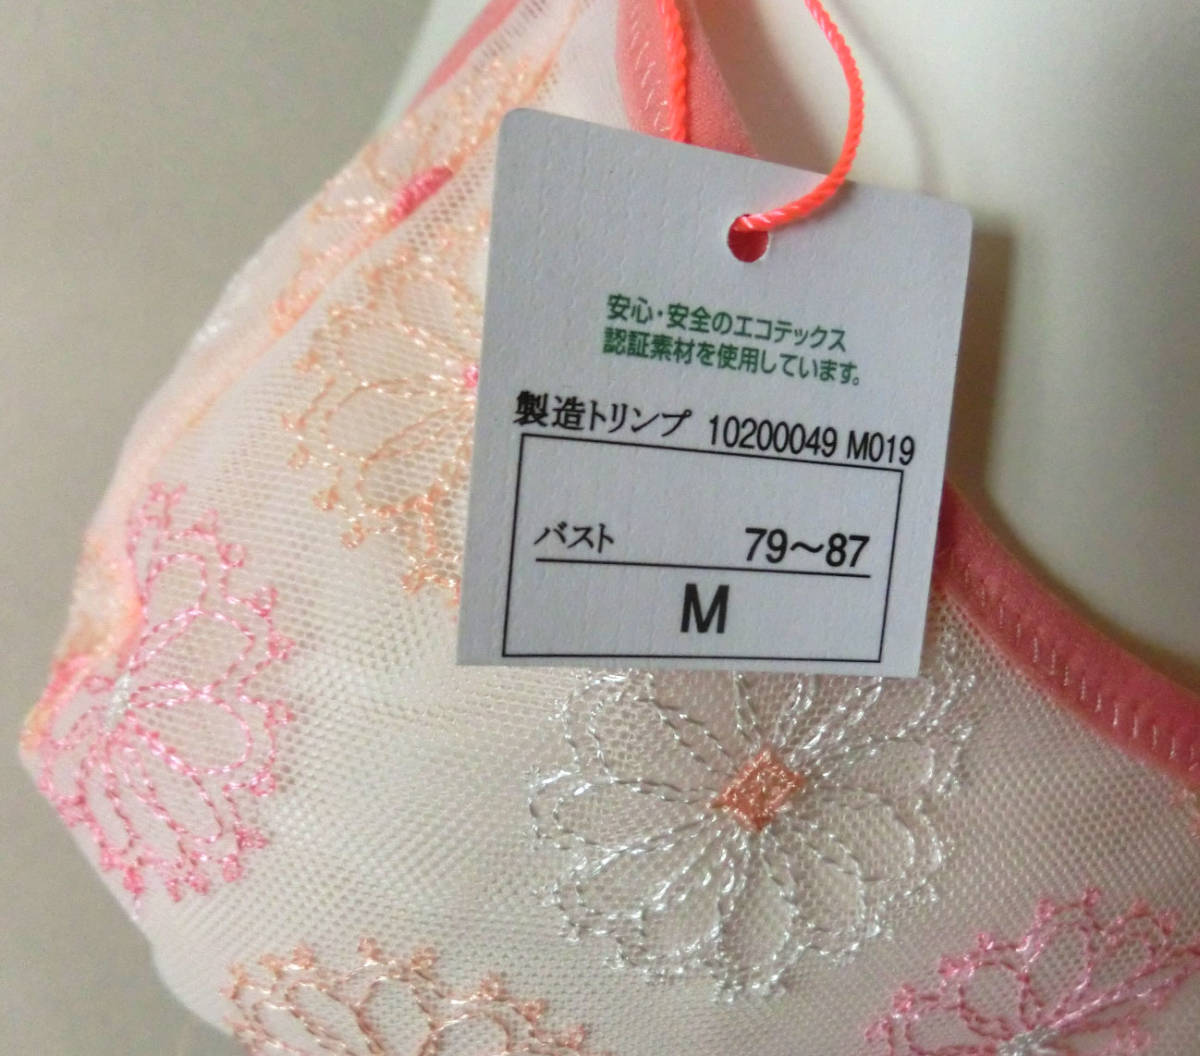 安心・安全のエコテックス
認証素材を使用しています。
製造トリンプ 10200049 M019
バスト 79～87
M